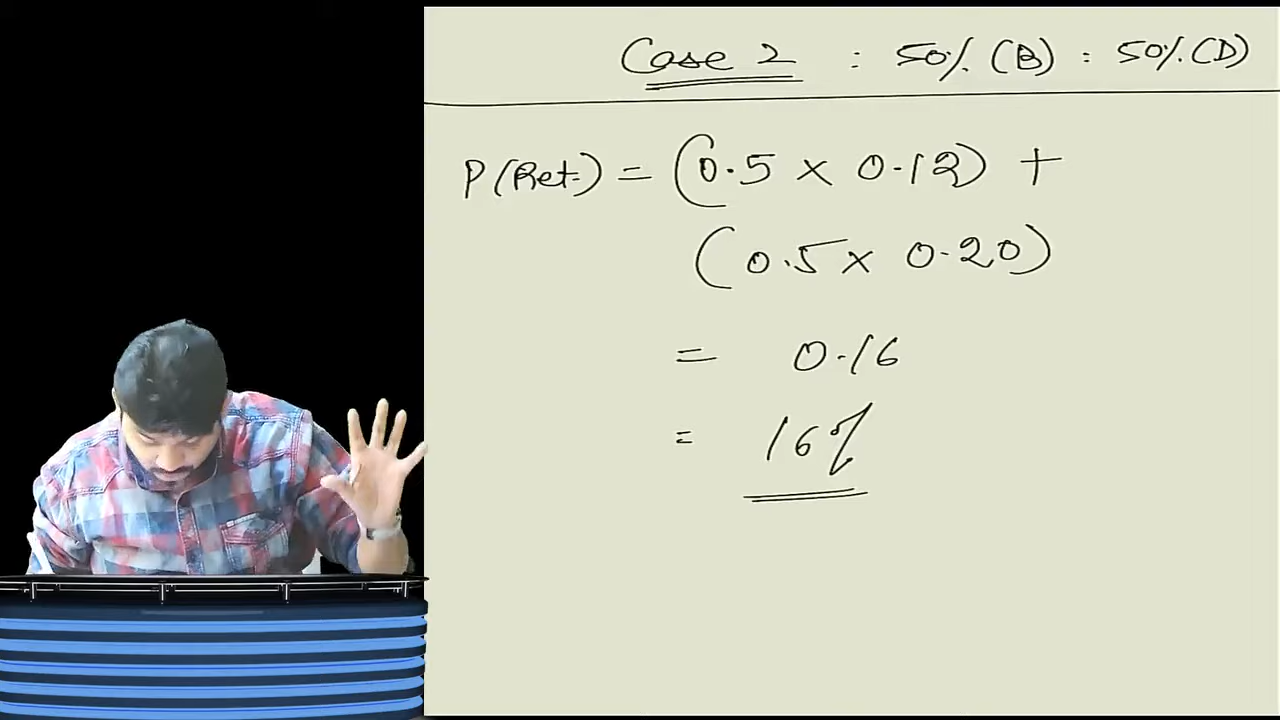 Case 2 : 50% (B) : 50% (D)
P(Ret.) = (0.5 × 0.12) +
(0.5 × 0.20)
= 0.16
= 16%